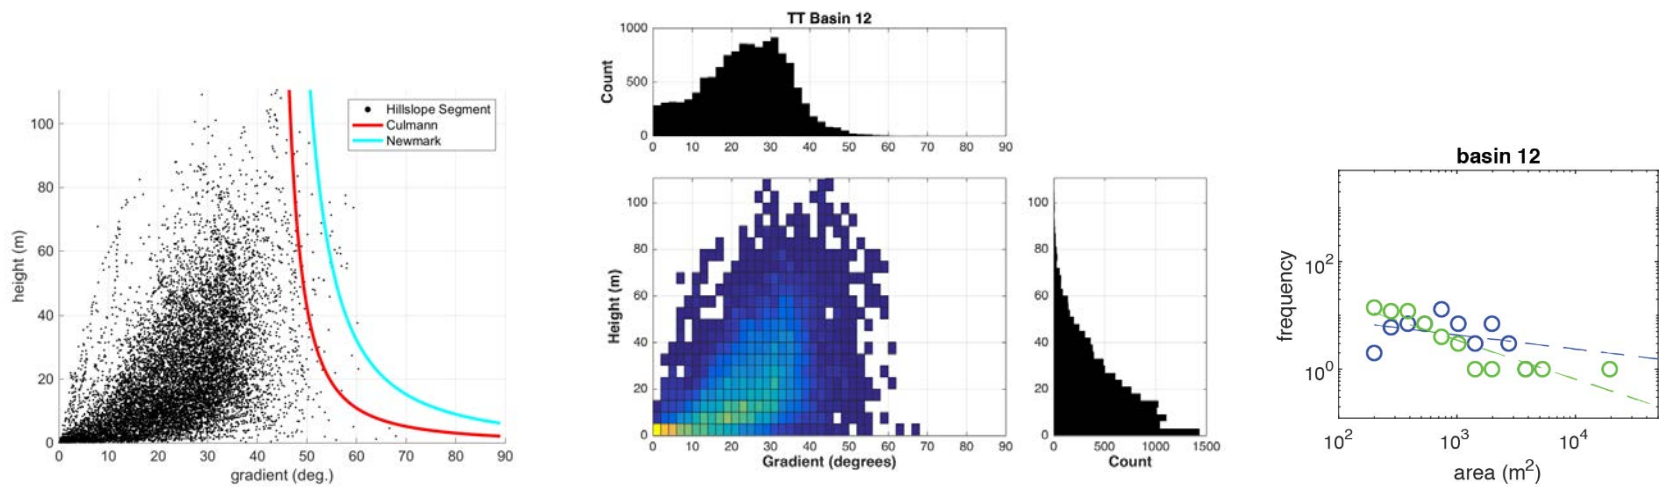 height (m)
100
80
60
40
20
0
0 10 20 30 40 50 60 70 80 90
gradient (deg.)
Hillslope Segment
Culmann
Newmark
TT Basin 12
Count
1000
500
0
0 10 20 30 40 50 60 70 80 90
Height (m)
100
80
60
40
20
0
0 10 20 30 40 50 60 70 80 90
Gradient (degrees)
100
80
60
40
20
0
0 500 1000 1500
Count
basin 12
frequency
10²
10⁰
10² 10³ 10⁴
area (m²)